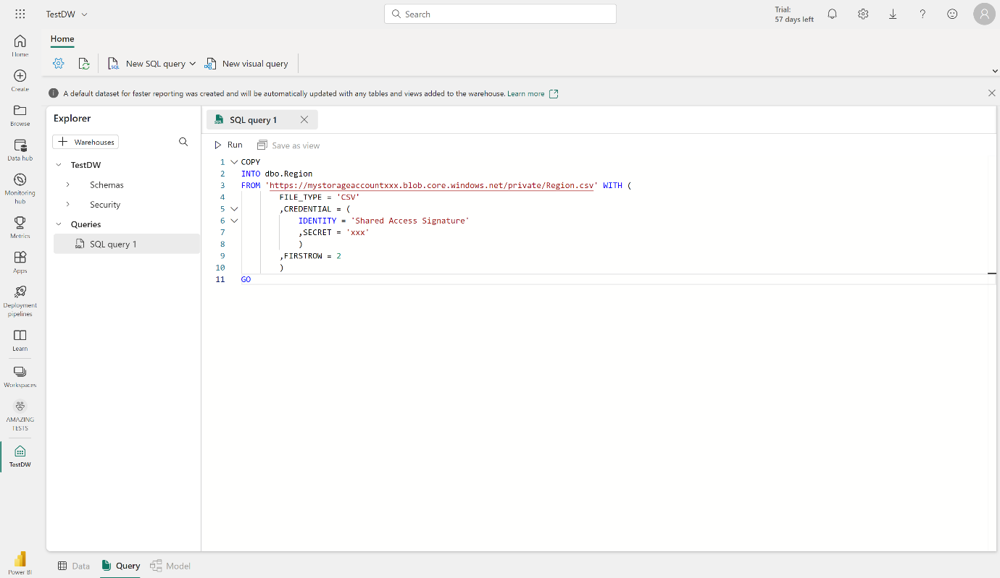 TestDW
Search
Trial:
57 days left
Home
New SQL query
New visual query
A default dataset for faster reporting was created and will be automatically updated with any tables and views added to the warehouse. Learn more
Home
Create
Browse
Data hub
Monitoring
hub
Metrics
Apps
Deployment
pipelines
Learn
Workspaces
AMAZING
TESTS
TestDW
Power BI
Explorer
Warehouses
TestDW
Schemas
Security
Queries
SQL query 1
SQL query 1
Run
Save as view
1 COPY
2 INTO dbo.Region
3 FROM 'https://mystorageaccountxxx.blob.core.windows.net/private/Region.csv' WITH (
4 FILE_TYPE = 'CSV'
5 ,CREDENTIAL = (
6 IDENTITY = 'Shared Access Signature'
7 ,SECRET = 'xxx'
8 )
9 ,FIRSTROW = 2
10 )
11 GO
Data
Query
Model